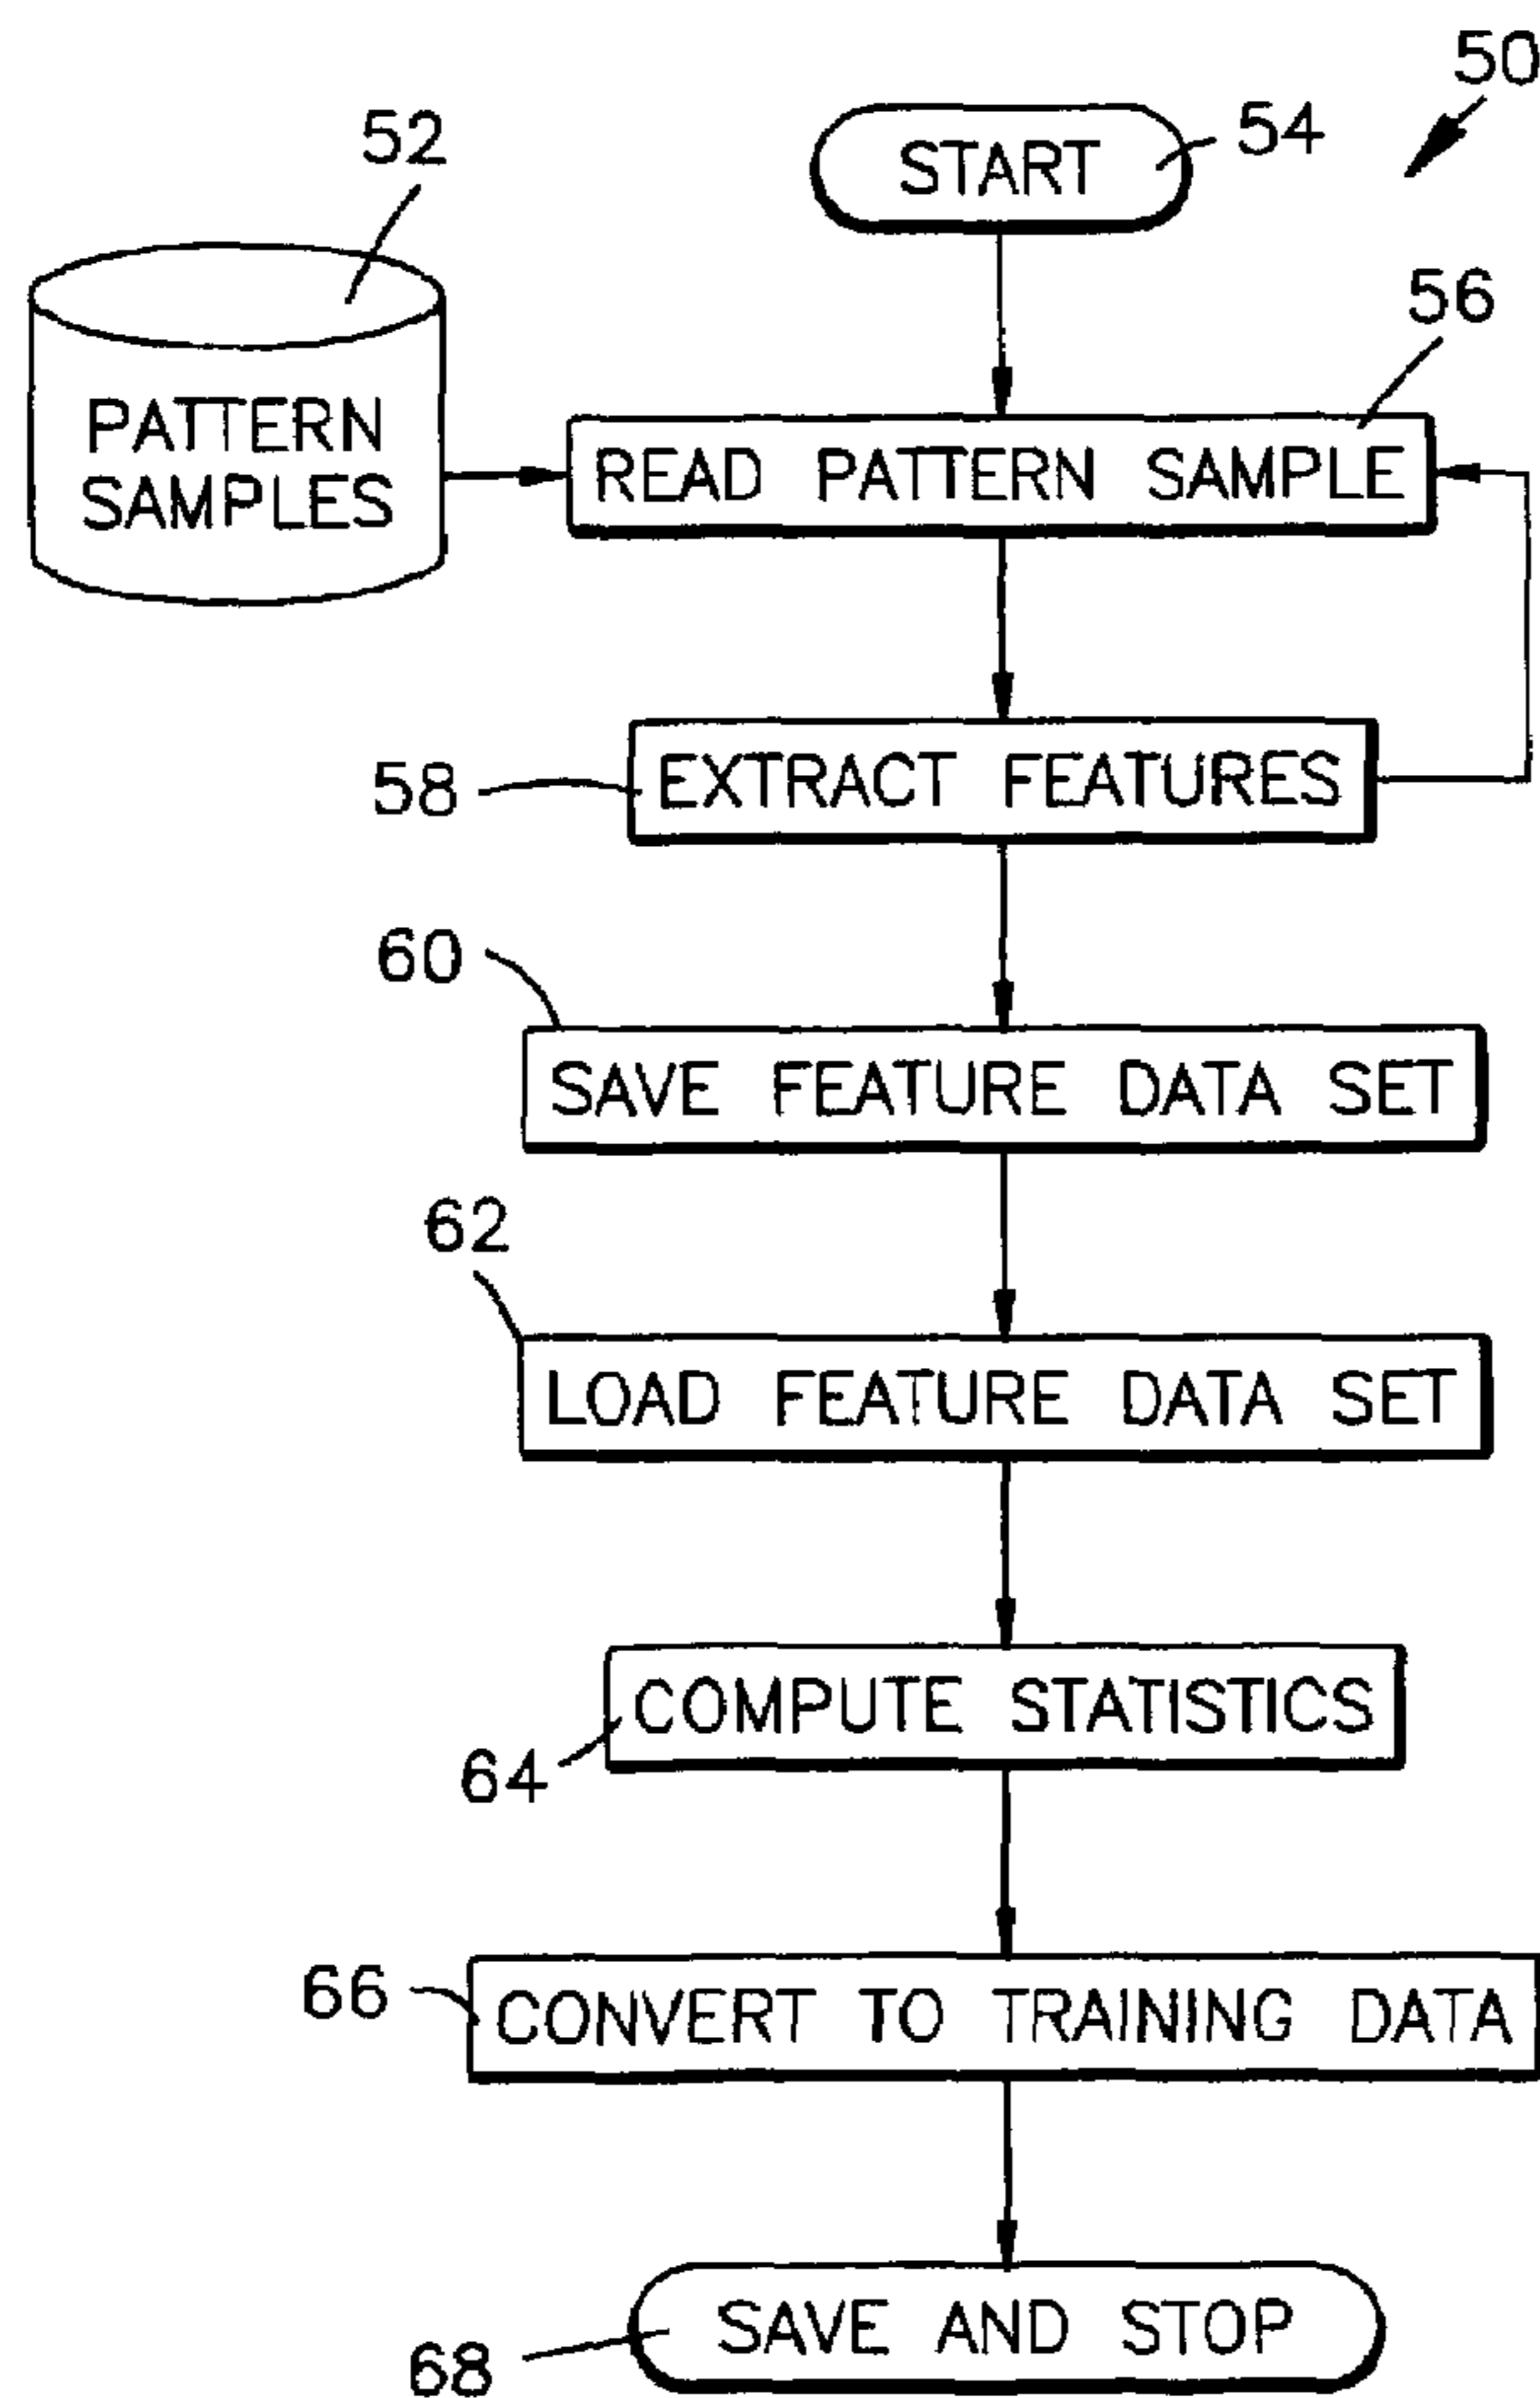 50
52
54
START
56
PATTERN
SAMPLES
READ PATTERN SAMPLE
58
EXTRACT FEATURES
60
SAVE FEATURE DATA SET
62
LOAD FEATURE DATA SET
COMPUTE STATISTICS
64
66
CONVERT TO TRAINING DATA
SAVE AND STOP
68